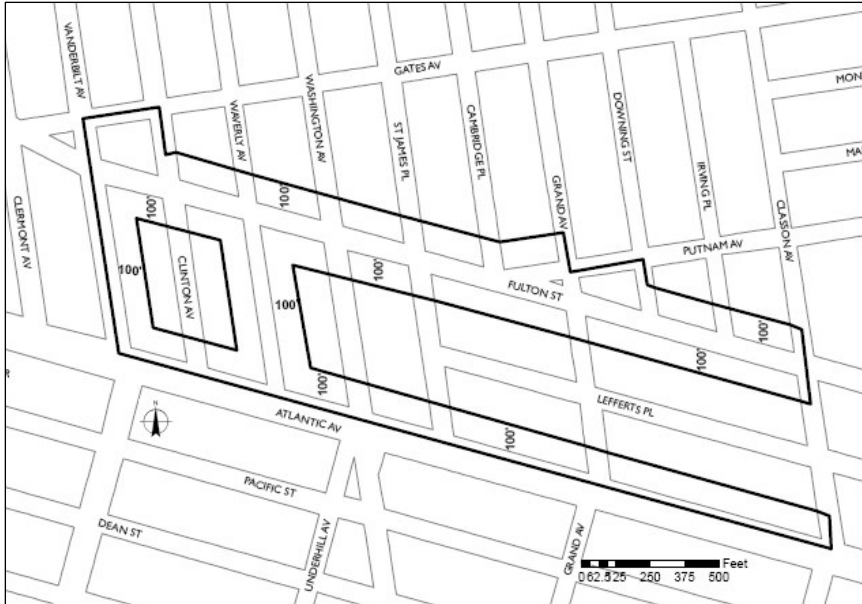 VANDERBILT AV
GATES AV
WAVERLY AV
WASHINGTON AV
ST JAMES PL
CAMBRIDGE PL
GRAND AV
DOWNING ST
IRVING PL
CLASSON AV
MON
MA
PUTNAM AV
CLERMONT AV
100'
100'
CLINTON AV
100'
100'
100'
FULTON ST
100'
100'
100'
LEFFERTS PL
100'
N
ATLANTIC AV
PACIFIC ST
DEAN ST
UNDERHILL AV
GRAND AV
Feet
0 62.5 125 250 375 500